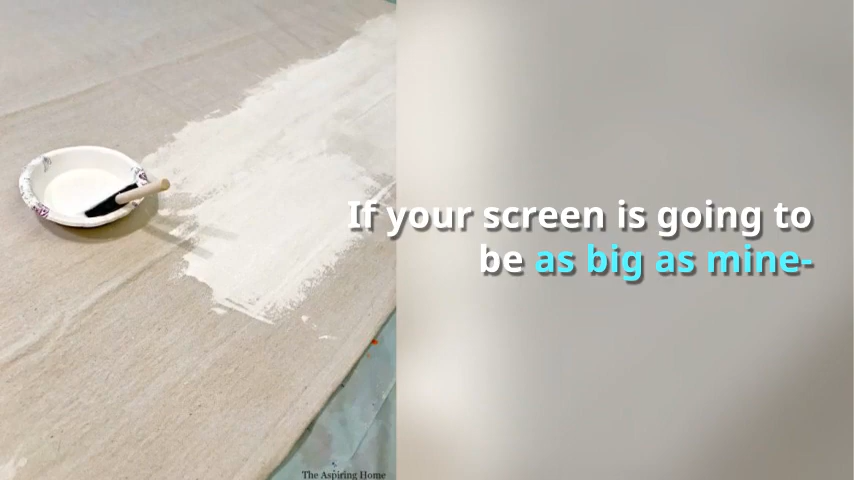 If your screen is going to
be as big as mine-
The Aspiring Home